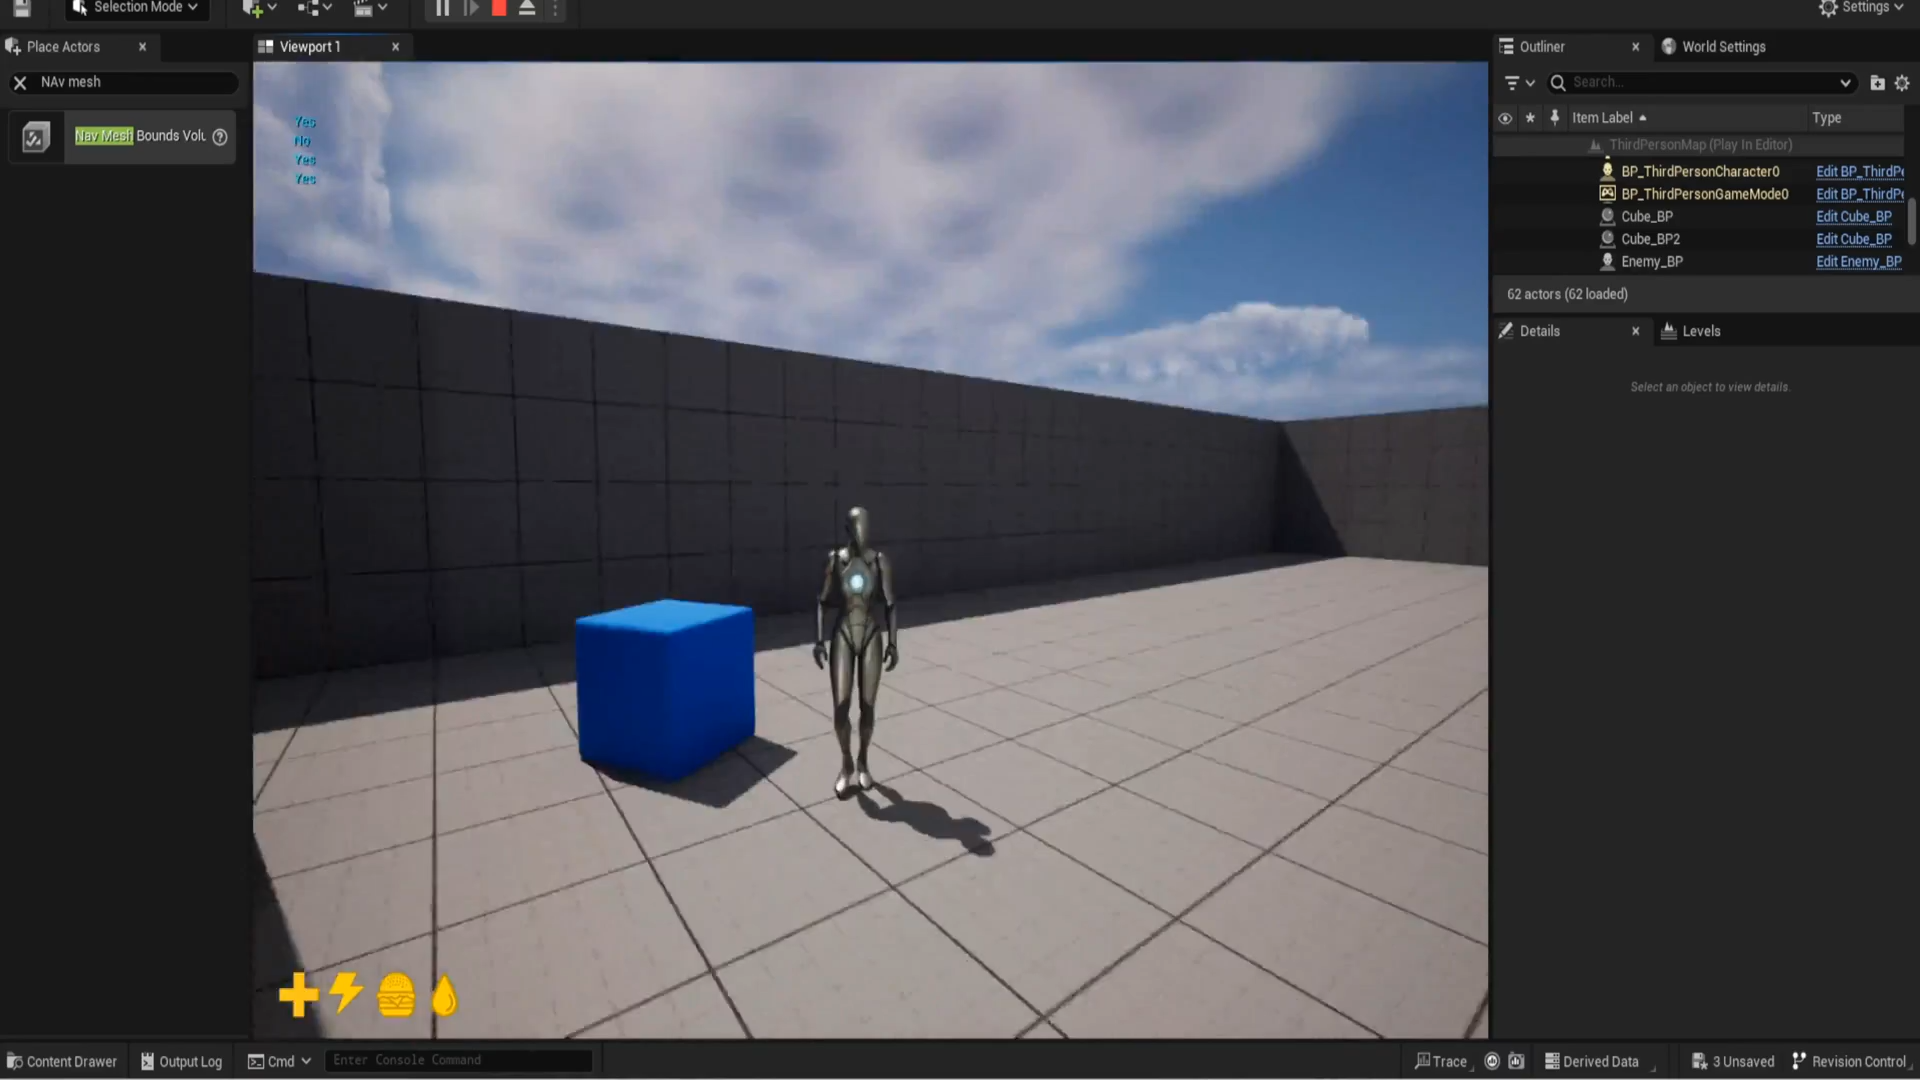 Selection Mode
Settings
Place Actors
Viewport 1
Outliner
World Settings
NAv mesh
Search...
Nav Mesh Bounds Volu
Item Label
Type
ThirdPersonMap (Play In Editor)
BP_ThirdPersonCharacter0
Edit BP_ThirdPe
BP_ThirdPersonGameMode0
Edit BP_ThirdPe
Cube_BP
Edit Cube_BP
Cube_BP2
Edit Cube_BP
Enemy_BP
Edit Enemy_BP
62 actors (62 loaded)
Details
Levels
Select an object to view details.
Yes
No
Yes
Yes
Content Drawer
Output Log
Cmd
Enter Console Command
Trace
Derived Data
3 Unsaved
Revision Control